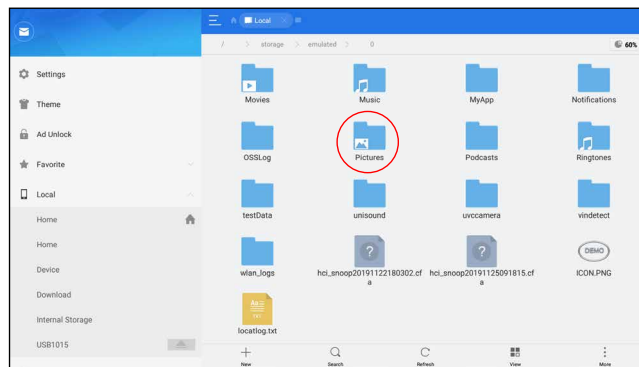 Local
/ > storage > emulated > 0
60%
Settings
Theme
Ad Unlock
Favorite
Local
Home
Home
Device
Download
Internal Storage
USB1015
Movies
Music
MyApp
Notifications
OSSLog
Pictures
Podcasts
Ringtones
testData
unisound
uvccamera
vindetect
wlan_logs
hci_snoop20191122180302.cf
a
hci_snoop20191125091815.cf
a
DEMO
ICON.PNG
TXT
locatlog.txt
New
Search
Refresh
View
More